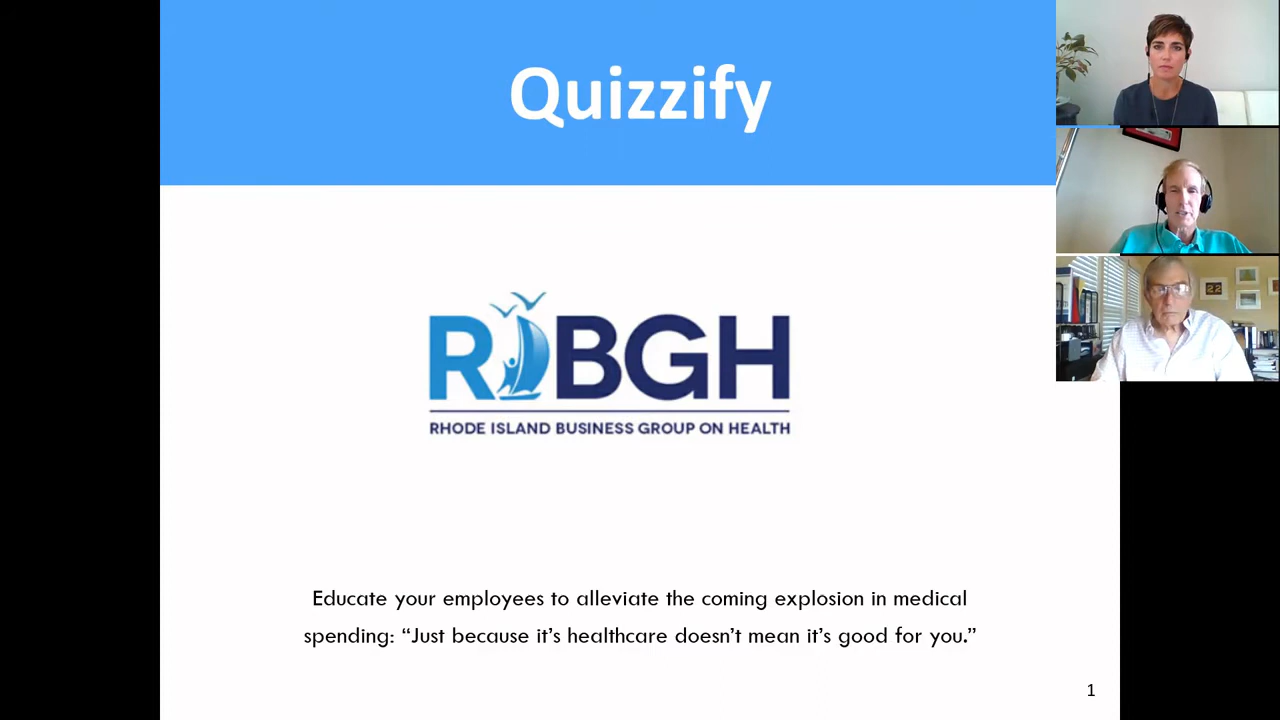 Quizzify
RIBGH
RHODE ISLAND BUSINESS GROUP ON HEALTH
Educate your employees to alleviate the coming explosion in medical
spending: “Just because it’s healthcare doesn’t mean it’s good for you.”
1
22